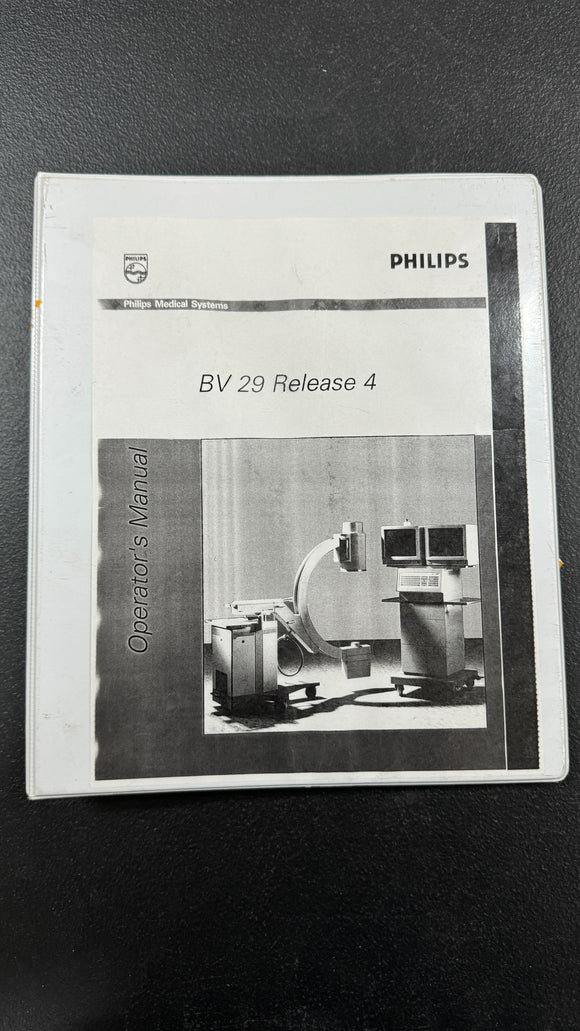 PHILIPS
PHILIPS
Philips Medical Systems
BV 29 Release 4
Operator's Manual